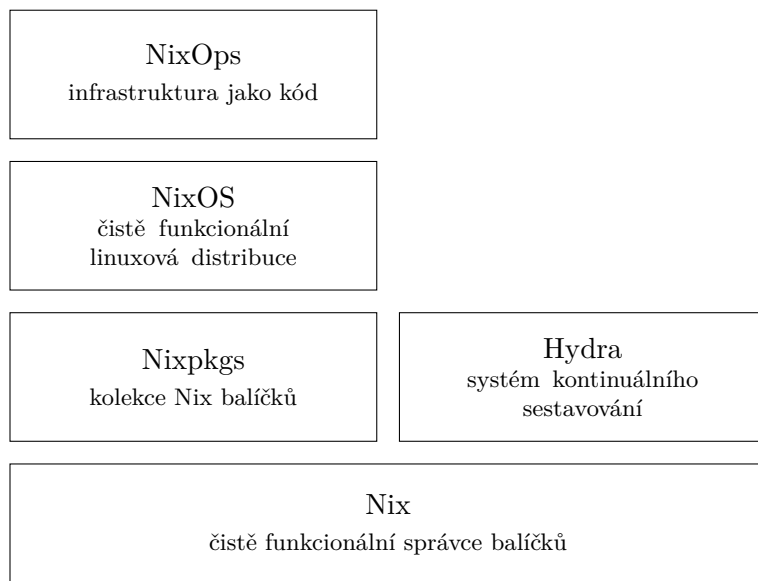 NixOps
infrastruktura jako kód
NixOS
čistě funkcionální
linuxová distribuce
Nixpkgs
kolekce Nix balíčků
Hydra
systém kontinuálního
sestavování
Nix
čistě funkcionální správce balíčků